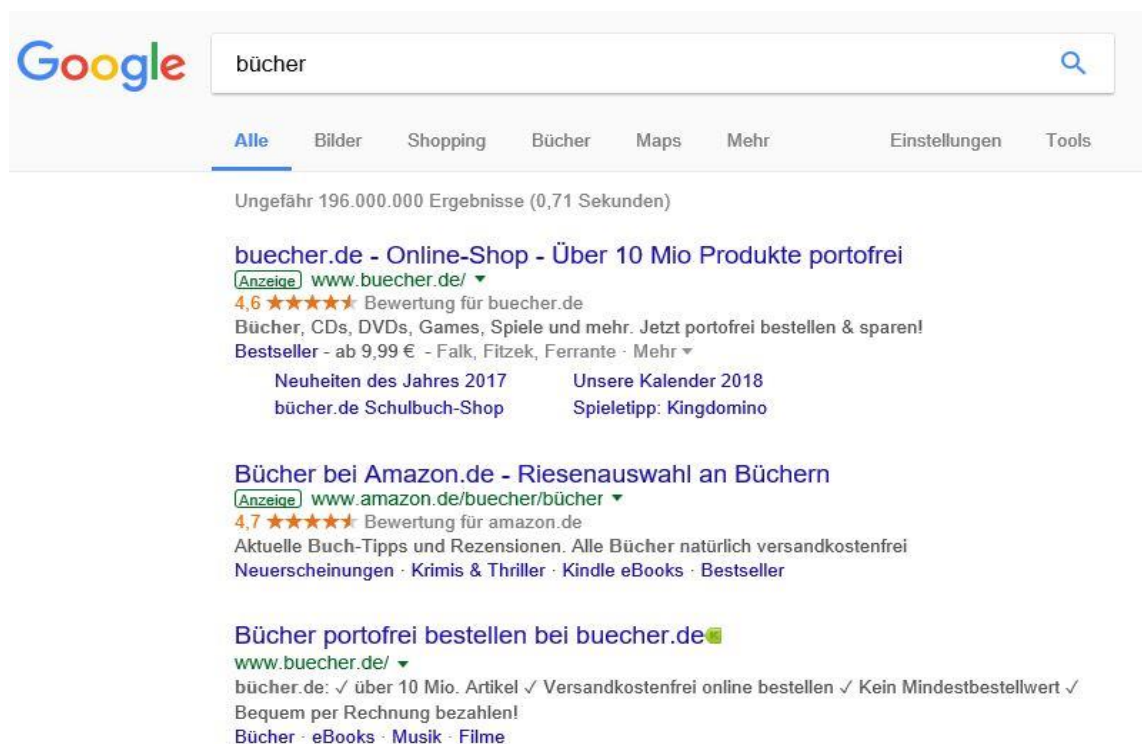 Google
bücher
Alle Bilder Shopping Bücher Maps Mehr Einstellungen Tools
Ungefähr 196.000.000 Ergebnisse (0,71 Sekunden)
buecher.de - Online-Shop - Über 10 Mio Produkte portofrei
Anzeige www.buecher.de/ ▼
4,6 ★★★★★ Bewertung für buecher.de
Bücher, CDs, DVDs, Games, Spiele und mehr. Jetzt portofrei bestellen & sparen!
Bestseller - ab 9,99 € - Falk, Fitzek, Ferrante · Mehr ▼
Neuheiten des Jahres 2017 Unsere Kalender 2018
bücher.de Schulbuch-Shop Spieletipp: Kingdomino
Bücher bei Amazon.de - Riesenauswahl an Büchern
Anzeige www.amazon.de/buecher/bücher ▼
4,7 ★★★★★ Bewertung für amazon.de
Aktuelle Buch-Tipps und Rezensionen. Alle Bücher natürlich versandkostenfrei
Neuerscheinungen · Krimis & Thriller · Kindle eBooks · Bestseller
Bücher portofrei bestellen bei buecher.de
www.buecher.de/ ▼
bücher.de: ✓ über 10 Mio. Artikel ✓ Versandkostenfrei online bestellen ✓ Kein Mindestbestellwert ✓
Bequem per Rechnung bezahlen!
Bücher · eBooks · Musik · Filme